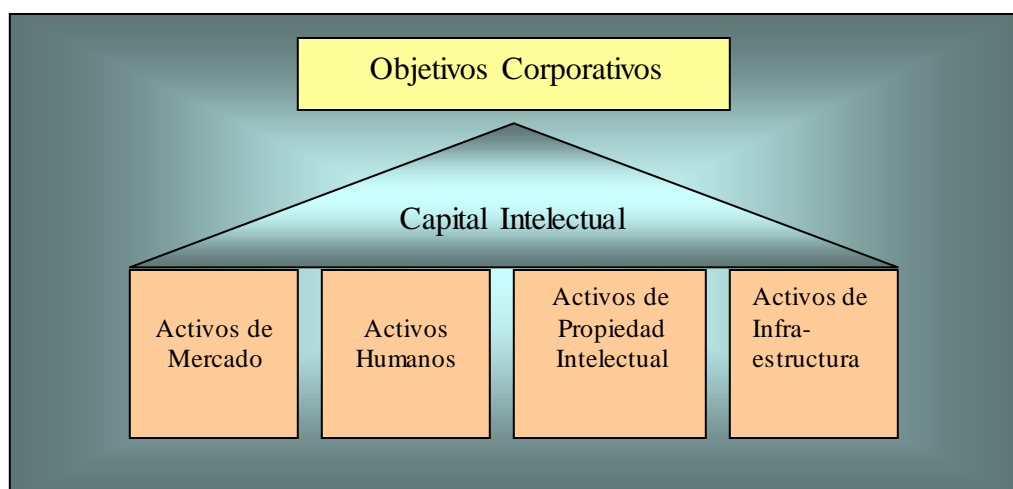 Objetivos Corporativos
Capital Intelectual
Activos de
Mercado
Activos
Humanos
Activos de
Propiedad
Intelectual
Activos de
Infra-
estructura